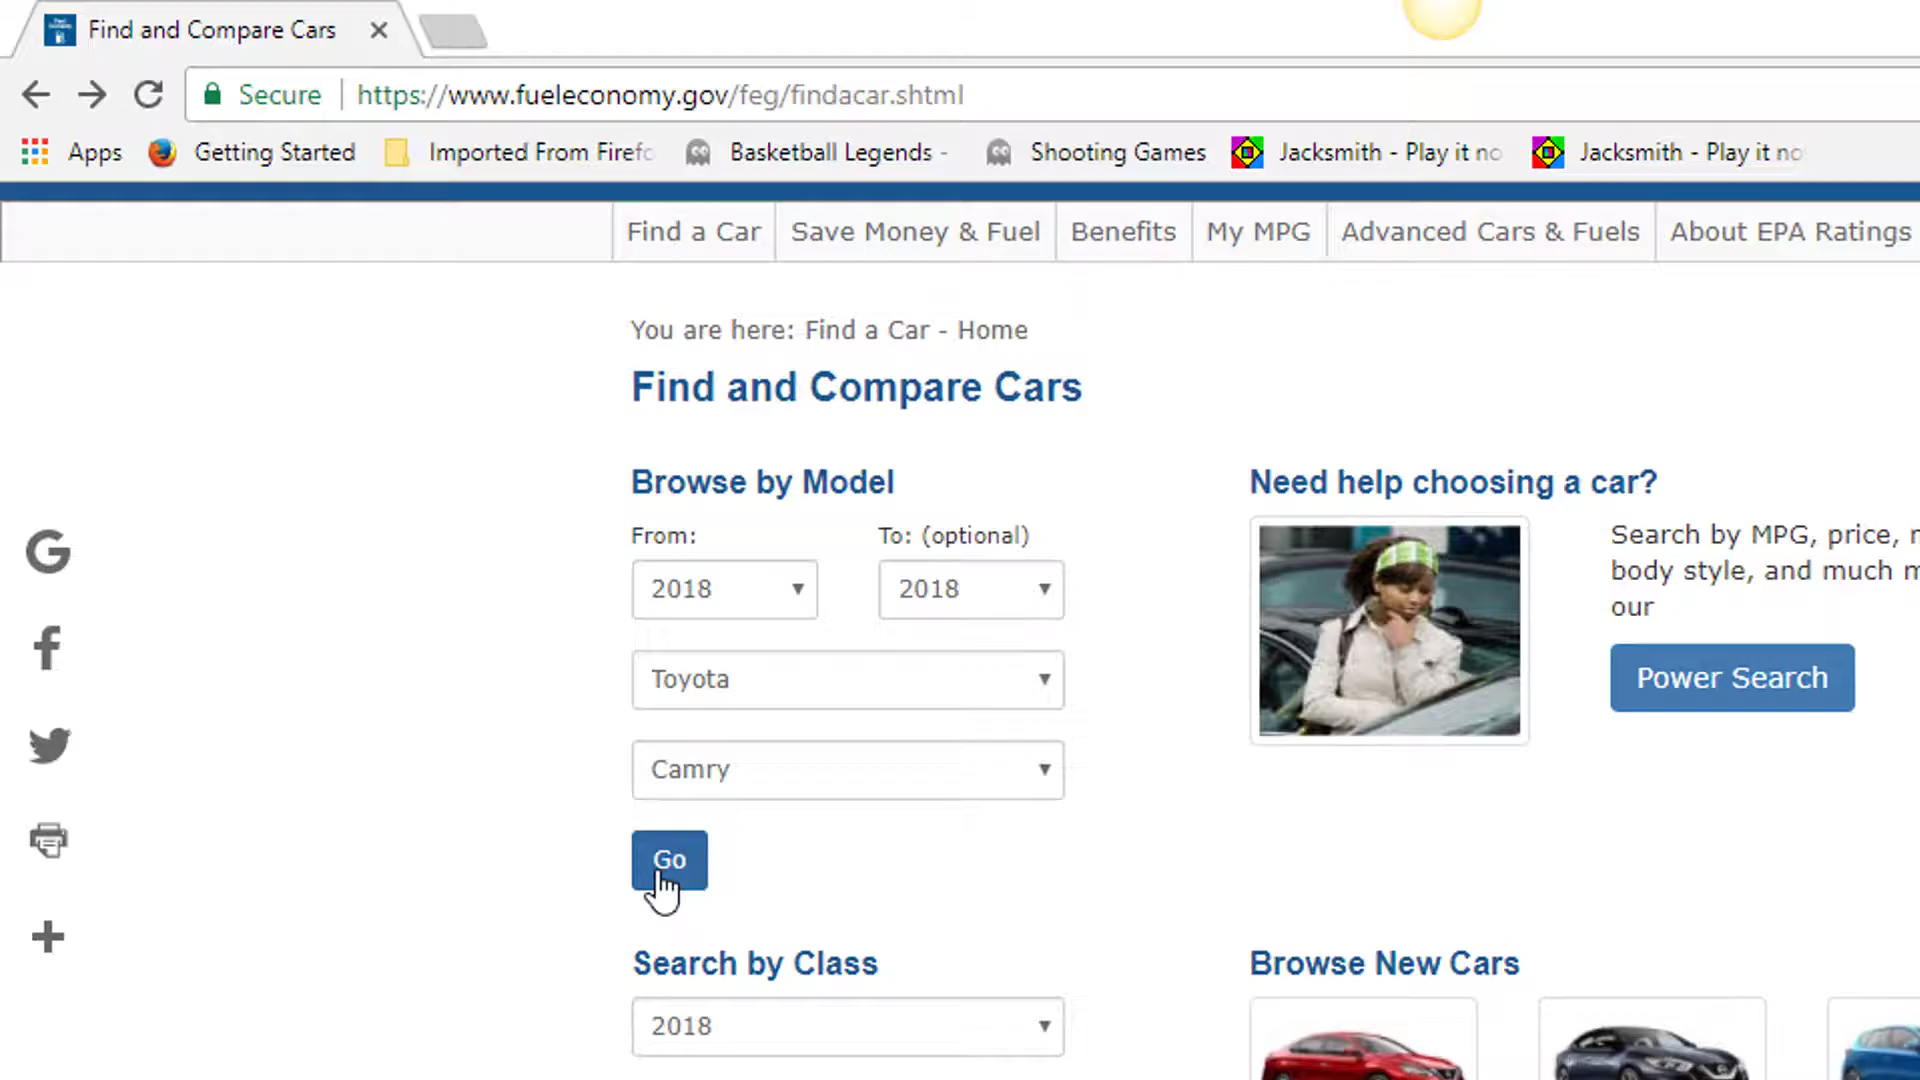 Find and Compare Cars
Secure https://www.fueleconomy.gov/feg/findacar.shtml
Apps Getting Started Imported From Firefo Basketball Legends - Shooting Games Jacksmith - Play it no Jacksmith - Play it no
Find a Car Save Money & Fuel Benefits My MPG Advanced Cars & Fuels About EPA Ratings
You are here: Find a Car - Home
Find and Compare Cars
Browse by Model
From: To: (optional)
2018 2018
Toyota
Camry
Go
Need help choosing a car?
Search by MPG, price,
body style, and much m
our
Power Search
Search by Class
2018
Browse New Cars